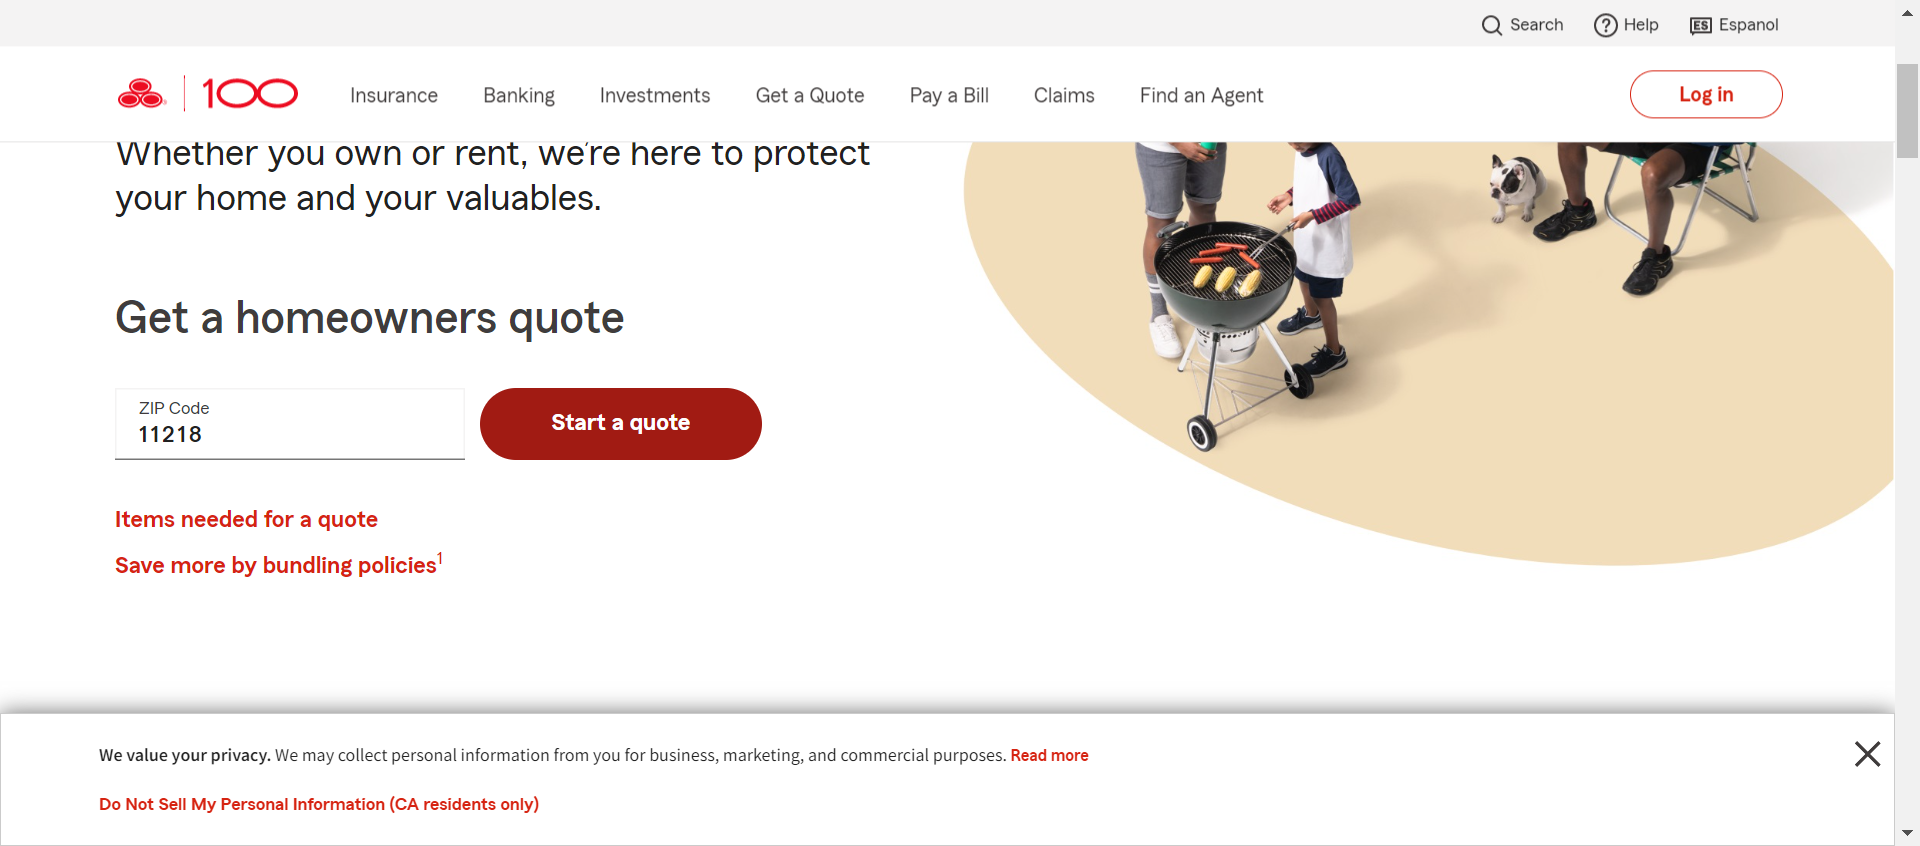 Search
Help
ES Espanol
100
Insurance
Banking
Investments
Get a Quote
Pay a Bill
Claims
Find an Agent
Log in
Whether you own or rent, we're here to protect
your home and your valuables.
Get a homeowners quote
ZIP Code
11218
Start a quote
Items needed for a quote
Save more by bundling policies1
We value your privacy. We may collect personal information from you for business, marketing, and commercial purposes. Read more
Do Not Sell My Personal Information (CA residents only)